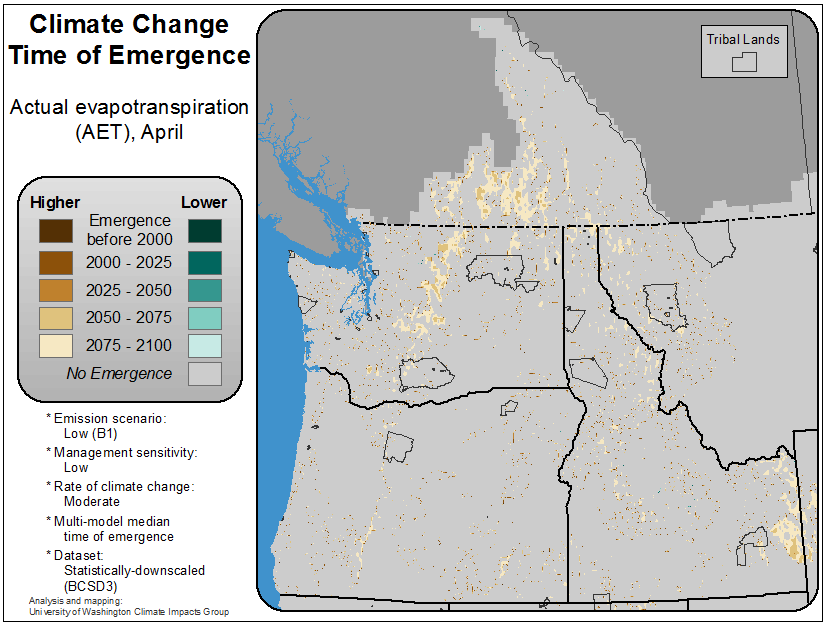 Climate Change
Time of Emergence
Actual evapotranspiration
(AET), April
Higher
Lower
Emergence
before 2000
2000 - 2025
2025 - 2050
2050 - 2075
2075 - 2100
No Emergence
* Emission scenario:
Low (B1)
* Management sensitivity:
Low
* Rate of climate change:
Moderate
* Multi-model median
time of emergence
* Dataset:
Statistically-downscaled
(BCSD3)
Analysis and mapping:
University of Washington Climate Impacts Group
Tribal Lands